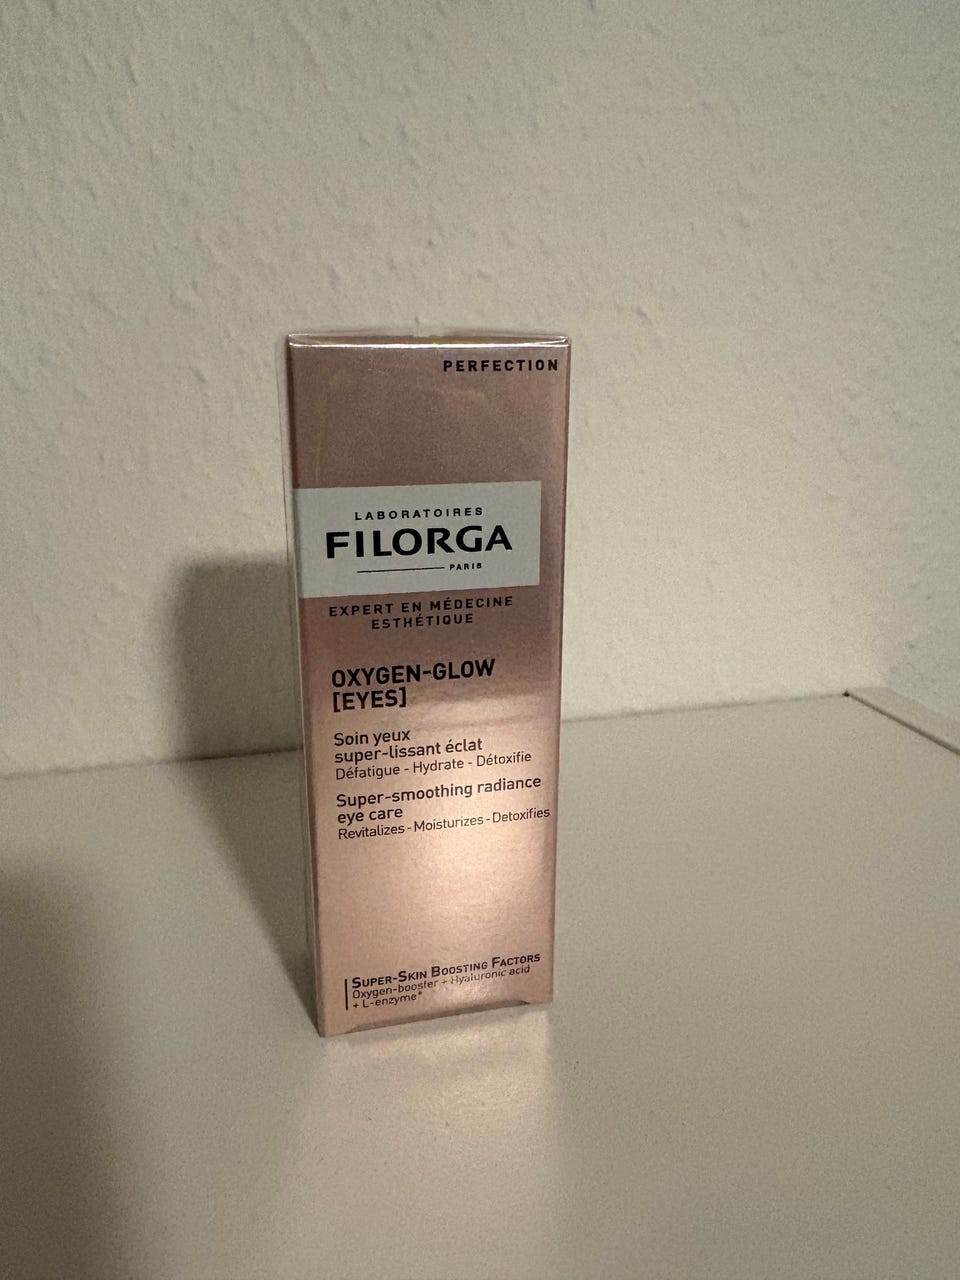 PERFECTION
LABORATOIRES
FILORGA
PARIS
EXPERT EN MÉDECINE
ESTHÉTIQUE
OXYGEN-GLOW
[EYES]
Soin yeux
super-lissant éclat
Défatigue - Hydrate - Détoxifie
Super-smoothing radiance
eye care
Revitalizes - Moisturizes - Detoxifies
SUPER-SKIN BOOSTING FACTORS
Oxygen-booster + Hyaluronic acid
+ L-enzyme*